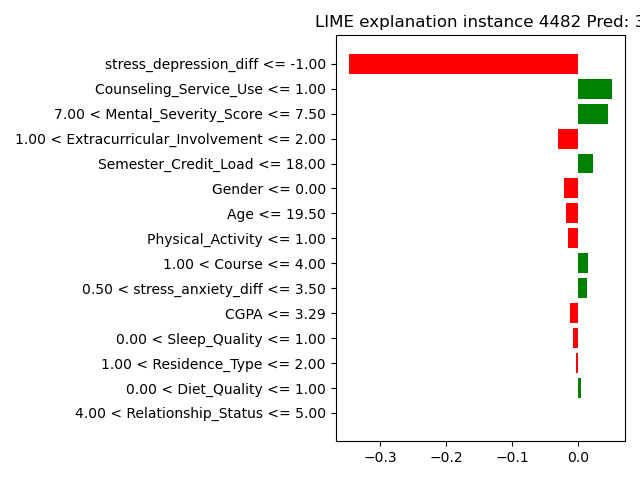 LIME explanation instance 4482 Pred: 3
stress_depression_diff <= -1.00
Counseling_Service_Use <= 1.00
7.00 < Mental_Severity_Score <= 7.50
1.00 < Extracurricular_Involvement <= 2.00
Semester_Credit_Load <= 18.00
Gender <= 0.00
Age <= 19.50
Physical_Activity <= 1.00
1.00 < Course <= 4.00
0.50 < stress_anxiety_diff <= 3.50
CGPA <= 3.29
0.00 < Sleep_Quality <= 1.00
1.00 < Residence_Type <= 2.00
0.00 < Diet_Quality <= 1.00
4.00 < Relationship_Status <= 5.00
−0.3 −0.2 −0.1 0.0